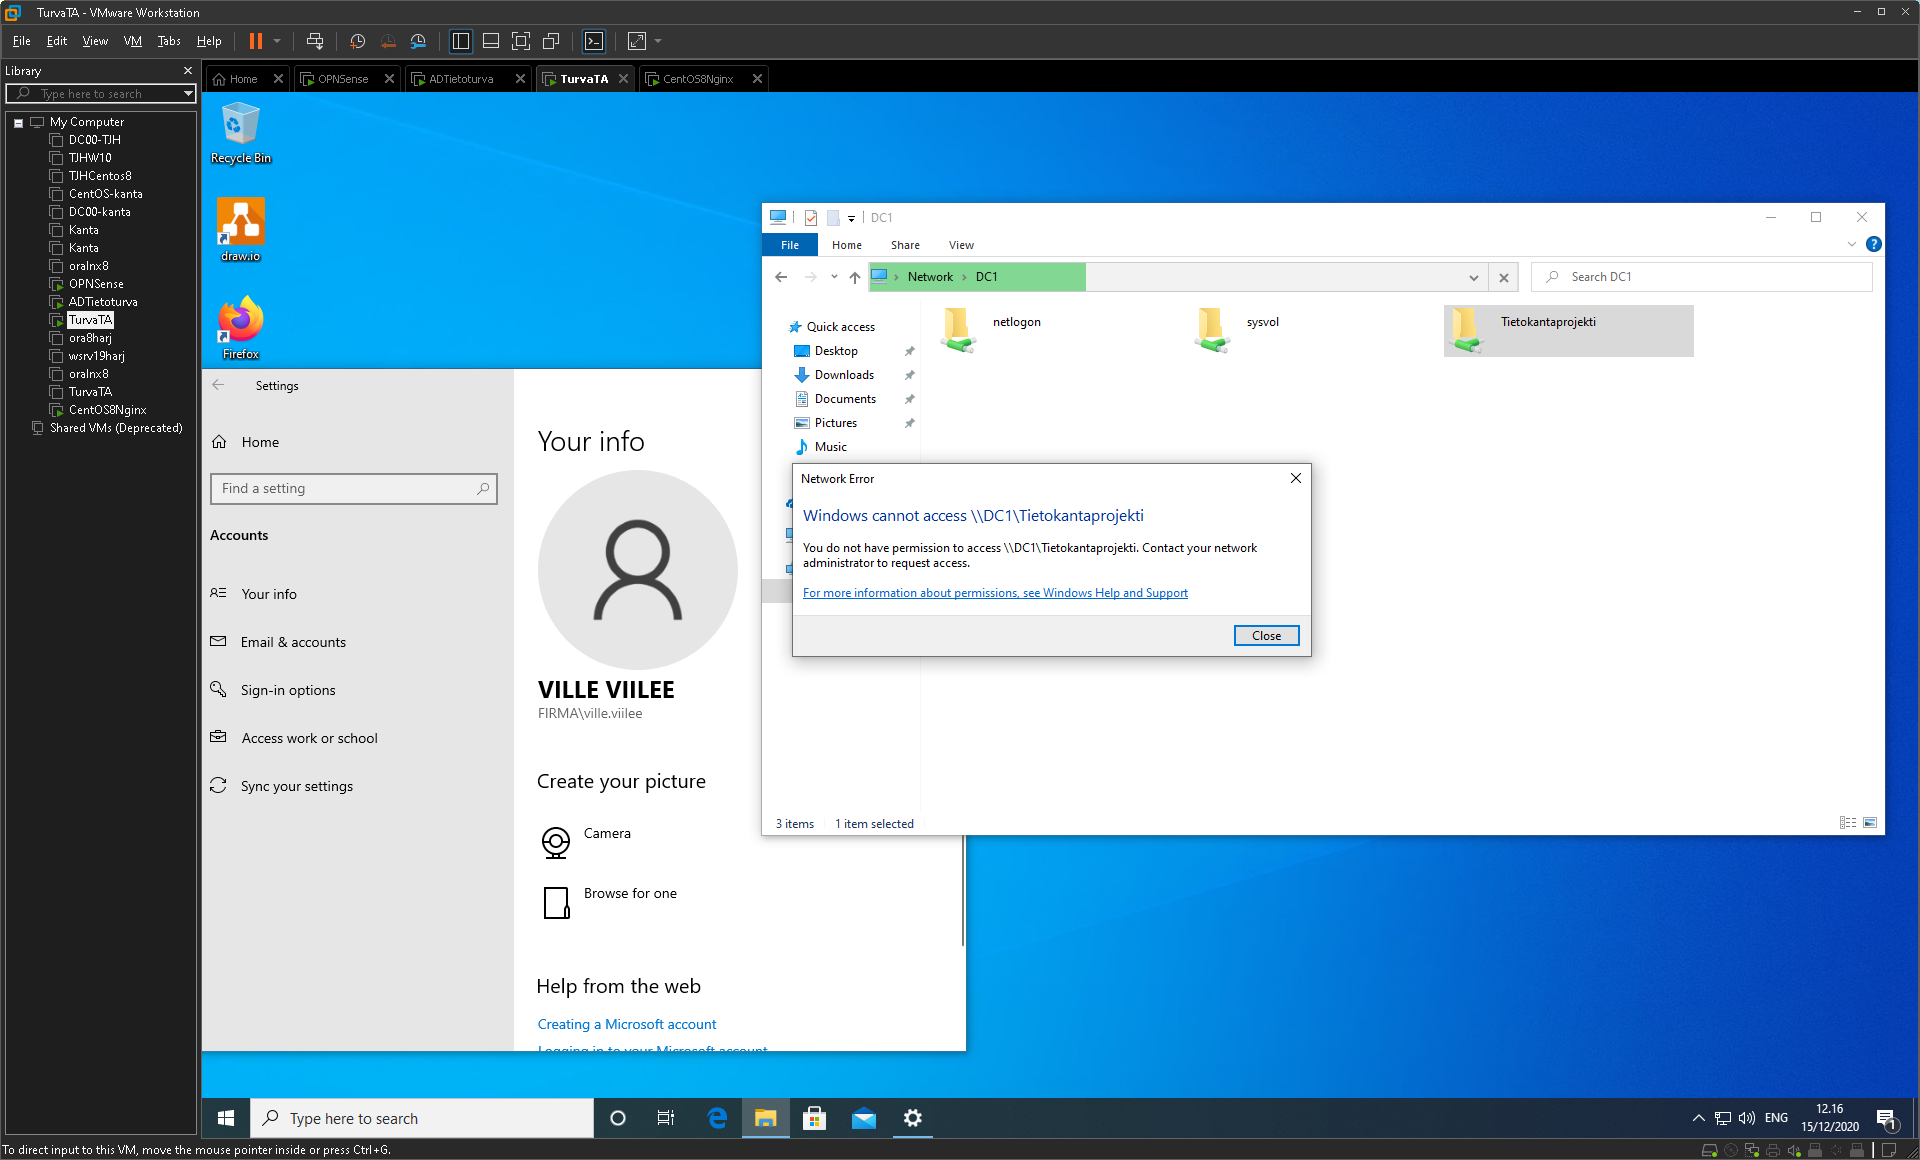 TurvaTA - VMware Workstation
File Edit View VM Tabs Help
Library
Type here to search
My Computer
DC00-TJH
TJHW10
TJHCentos8
CentOS-kanta
DC00-kanta
Kanta
Kanta
oralnx8
OPNSense
ADTietoturva
TurvaTA
ora8harj
wsrv19harj
oralnx8
TurvaTA
CentOS8Nginx
Shared VMs (Deprecated)
Home OPNSense ADTietoturva TurvaTA CentOS8Nginx
Recycle Bin
draw.io
Firefox
Settings
Home
Find a setting
Accounts
Your info
Email & accounts
Sign-in options
Access work or school
Sync your settings
Your info
VILLE VIILEE
FIRMA\ville.viilee
Create your picture
Camera
Browse for one
Help from the web
Creating a Microsoft account
Logging in to your Microsoft account
DC1
File Home Share View
Network DC1
Search DC1
Quick access
Desktop
Downloads
Documents
Pictures
Music
netlogon
sysvol
Tietokantaprojekti
Network Error
Windows cannot access \\DC1\Tietokantaprojekti
You do not have permission to access \\DC1\Tietokantaprojekti. Contact your network
administrator to request access.
For more information about permissions, see Windows Help and Support
Close
3 items 1 item selected
Type here to search
ENG
12.16
15/12/2020
1
To direct input to this VM, move the mouse pointer inside or press Ctrl+G.